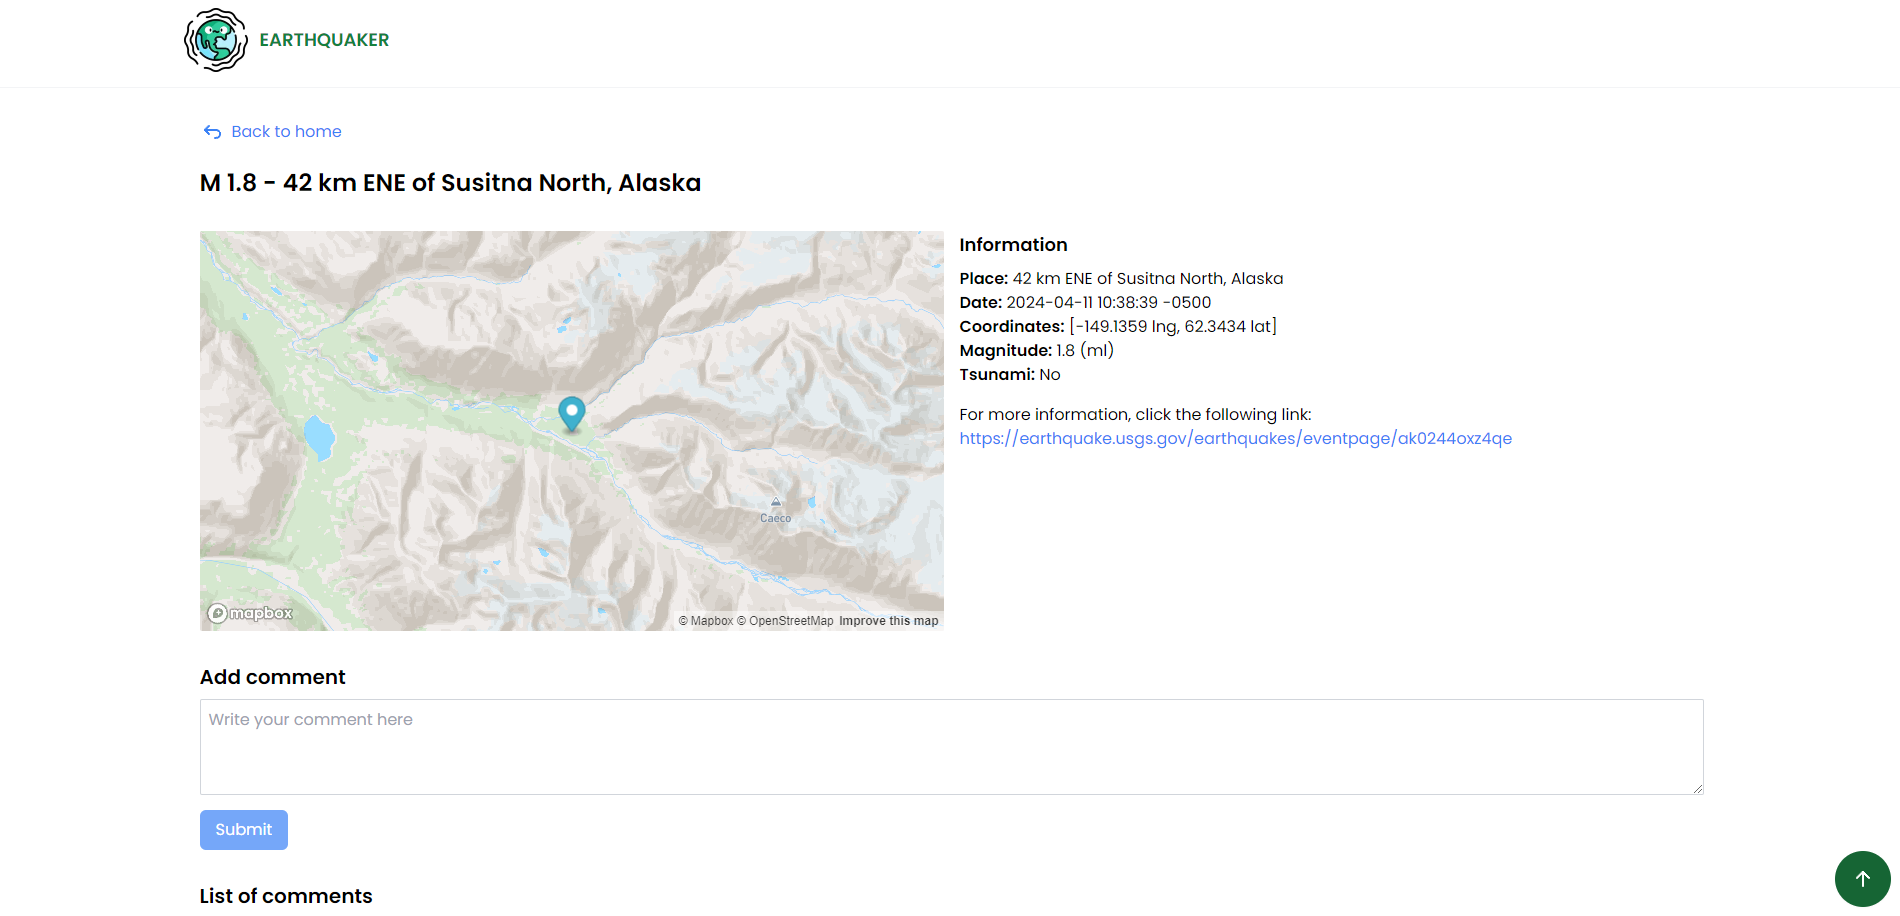 EARTHQUAKER
Back to home
M 1.8 - 42 km ENE of Susitna North, Alaska
Caeco
mapbox
© Mapbox © OpenStreetMap Improve this map
Information
Place: 42 km ENE of Susitna North, Alaska
Date: 2024-04-11 10:38:39 -0500
Coordinates: [-149.1359 lng, 62.3434 lat]
Magnitude: 1.8 (ml)
Tsunami: No
For more information, click the following link:
https://earthquake.usgs.gov/earthquakes/eventpage/ak0244oxz4qe
Add comment
Write your comment here
Submit
List of comments